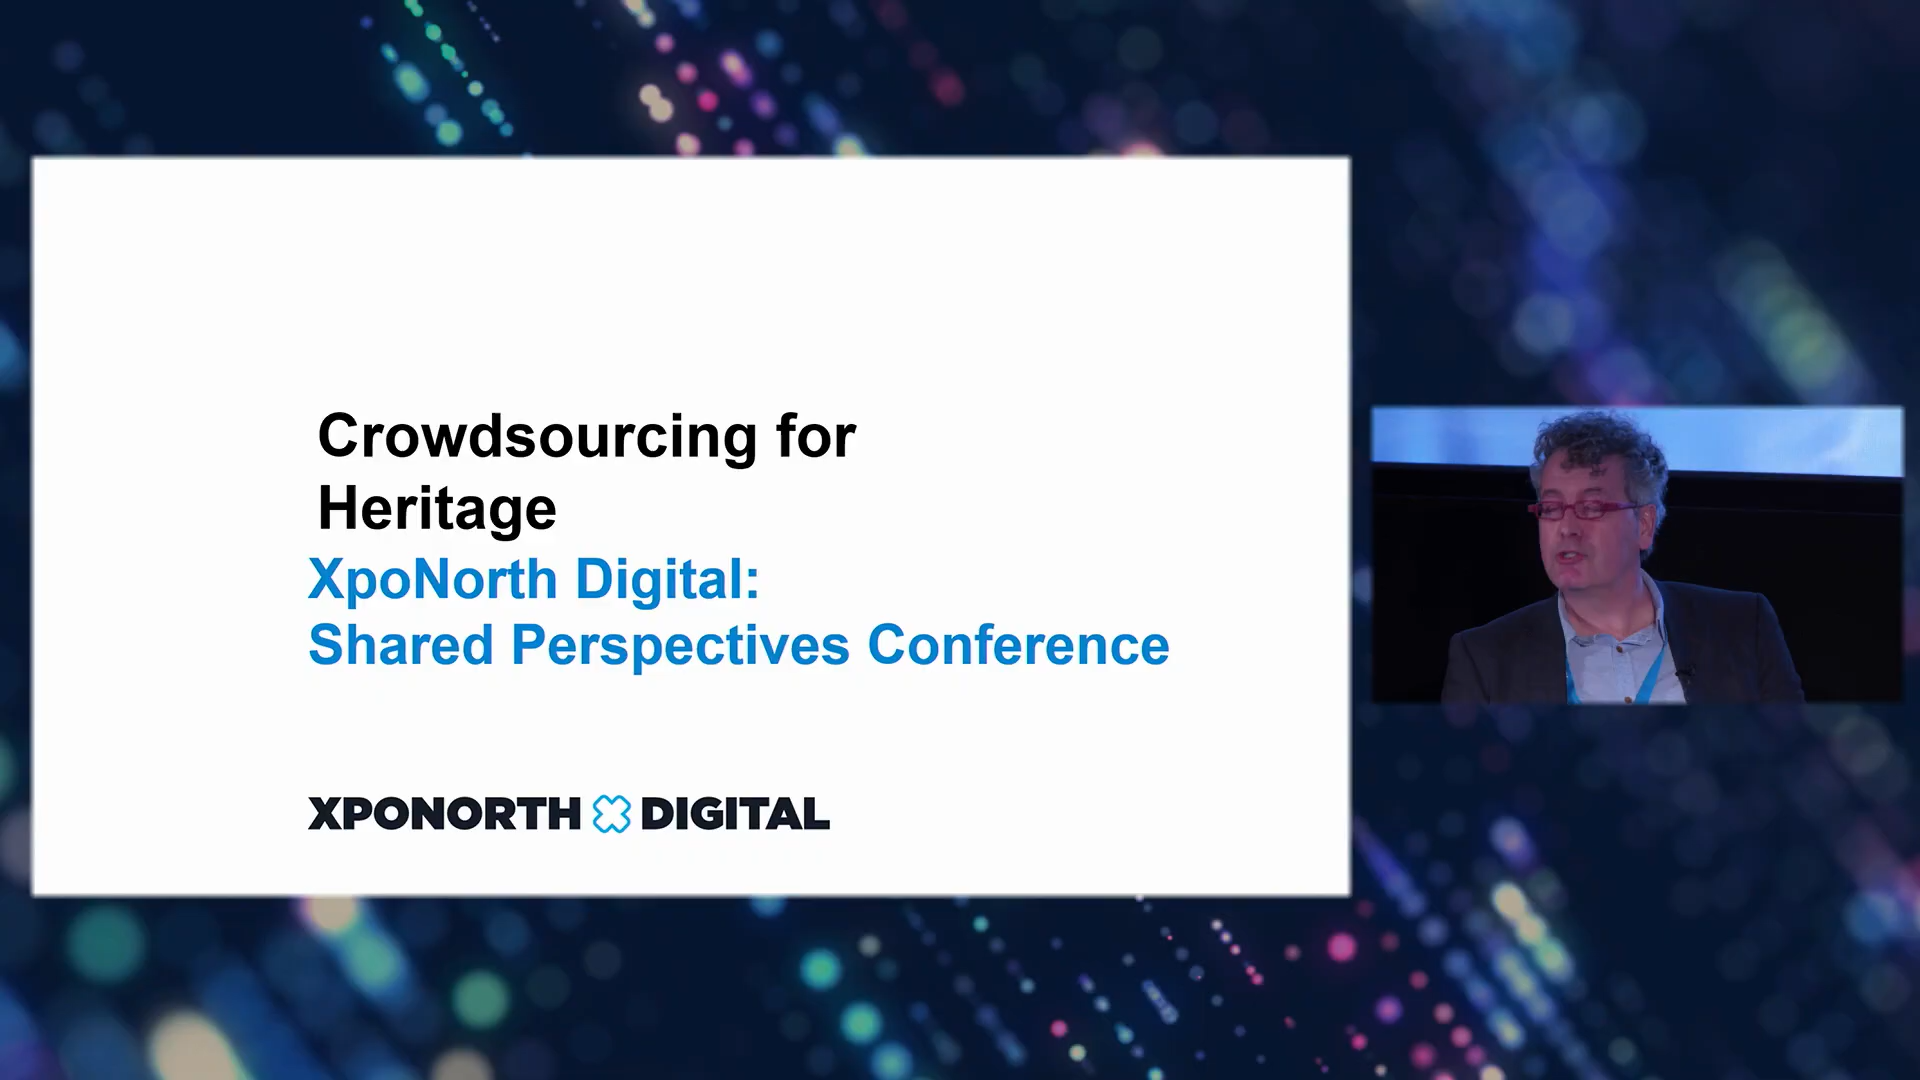 Crowdsourcing for
Heritage
XpoNorth Digital:
Shared Perspectives Conference
XPONORTH DIGITAL